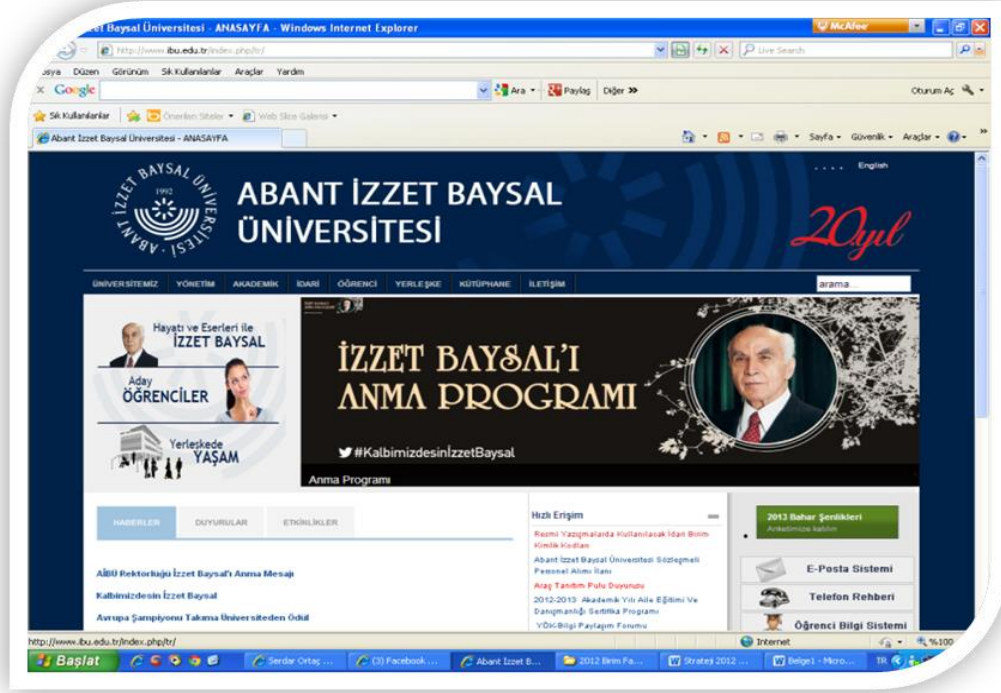 Baysal Üniversitesi - ANASAYFA - Windows Internet Explorer
McAfee
http://www.ibu.edu.tr/index.php/tr/
Live Search
Düzen Görünüm Sık Kullanılanlar Araçlar Yardım
x Google
Ara
Paylaş
Diğer »
Oturum Aç
Sık Kullanılanlar
Önerilen Siteler
Web Slice Galerisi
Abant İzzet Baysal Üniversitesi - ANASAYFA
Sayfa
Güvenlik
Araçlar
»
ABANT İZZET BAYSAL ÜNİVERSİTESİ
1992
ABANT İZZET BAYSAL
ÜNİVERSİTESİ
English
20.yıl
ÜNİVERSİTEMİZ YÖNETİM AKADEMİK İDARİ ÖĞRENCİ YERLEŞKE KÜTÜPHANE İLETİŞİM
arama...
Hayatı ve Eserleri ile
İZZET BAYSAL
Aday
ÖĞRENCİLER
Yerleşkede
YAŞAM
İZZET BAYSAL'I
ANMA PROGRAMI
#KalbimizdesinİzzetBaysal
Anma Programı
HABERLER DUYURULAR ETKİNLİKLER
AİBÜ Rektörlüğü İzzet Baysal'ı Anma Mesajı
Kalbimizdesin İzzet Baysal
Avrupa Şampiyonu Takıma Üniversiteden Ödül
Hızlı Erişim
Resmi Yazışmalarda Kullanılacak İdari Birim
Kimlik Kodları
Abant İzzet Baysal Üniversitesi Sözleşmeli
Personel Alımı İlanı
Araç Tanıtım Pulu Duyurusu
2012-2013 Akademik Yılı Aile Eğitimi Ve
Danışmanlığı Sertifika Programı
YÖK-Bilgi Paylaşım Forumu
2013 Bahar Şenlikleri
Anketimize katılın
E-Posta Sistemi
Telefon Rehberi
Öğrenci Bilgi Sistemi
http://www.ibu.edu.tr/index.php/tr/
Internet
%100
Başlat
Serdar Ortaç ...
(3) Facebook ...
Abant İzzet B...
2012 Birim Fa...
Strateji 2012 ...
Belge1 - Micro...
TR